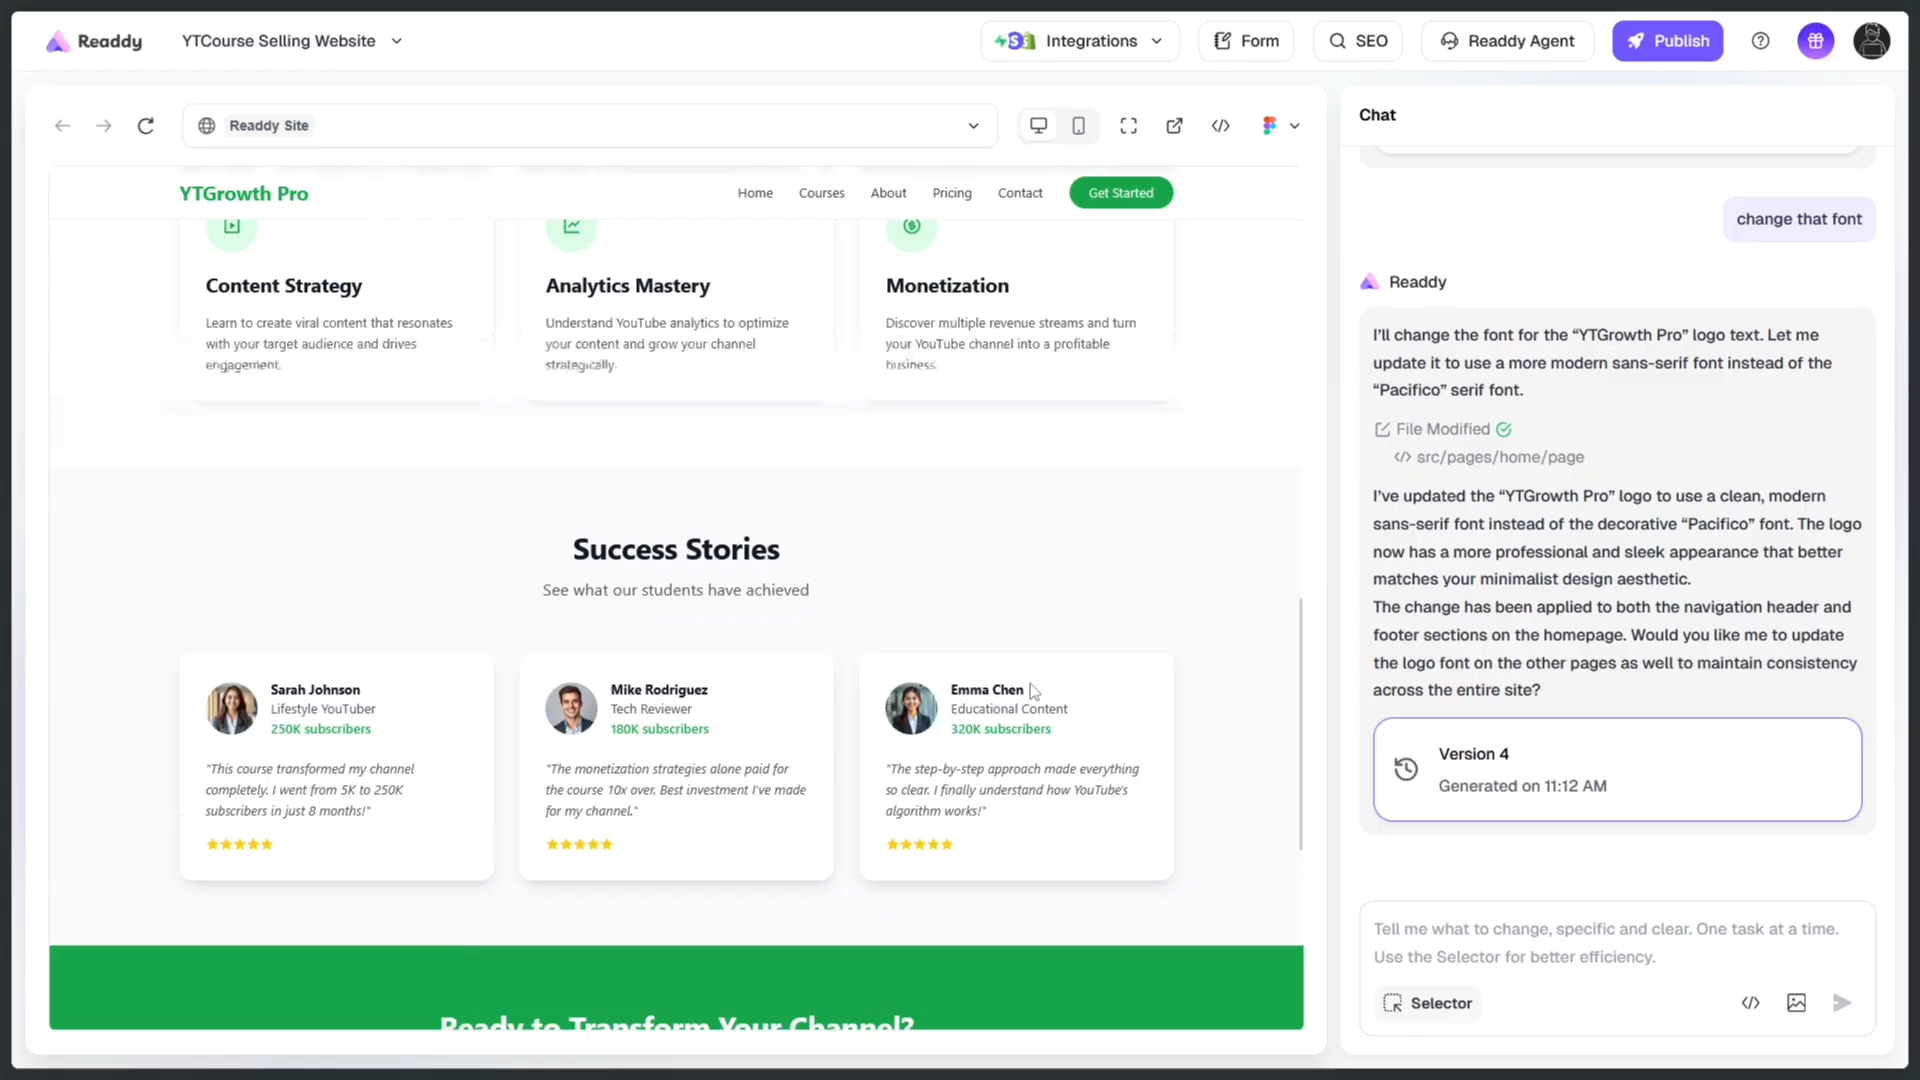 Readdy
YTCourse Selling Website
Integrations
Form
SEO
Readdy Agent
Publish
Readdy Site
YTGrowth Pro
Home
Courses
About
Pricing
Contact
Get Started
Content Strategy
Learn to create viral content that resonates
with your target audience and drives
engagement.
Analytics Mastery
Understand YouTube analytics to optimize
your content and grow your channel
strategically.
Monetization
Discover multiple revenue streams and turn
your YouTube channel into a profitable
business.
Success Stories
See what our students have achieved
Sarah Johnson
Lifestyle YouTuber
250K subscribers
"This course transformed my channel
completely. I went from 5K to 250K
subscribers in just 8 months!"
Mike Rodriguez
Tech Reviewer
180K subscribers
"The monetization strategies alone paid for
the course 10x over. Best investment I've made
for my channel."
Emma Chen
Educational Content
320K subscribers
"The step-by-step approach made everything
so clear. I finally understand how YouTube's
algorithm works!"
Ready to Transform Your Channel?
Chat
change that font
Readdy
I’ll change the font for the “YTGrowth Pro” logo text. Let me
update it to use a more modern sans-serif font instead of the
“Pacifico” serif font.
File Modified
src/pages/home/page
I’ve updated the “YTGrowth Pro” logo to use a clean, modern
sans-serif font instead of the decorative “Pacifico” font. The logo
now has a more professional and sleek appearance that better
matches your minimalist design aesthetic.
The change has been applied to both the navigation header and
footer sections on the homepage. Would you like me to update
the logo font on the other pages as well to maintain consistency
across the entire site?
Version 4
Generated on 11:12 AM
Tell me what to change, specific and clear. One task at a time.
Use the Selector for better efficiency.
Selector